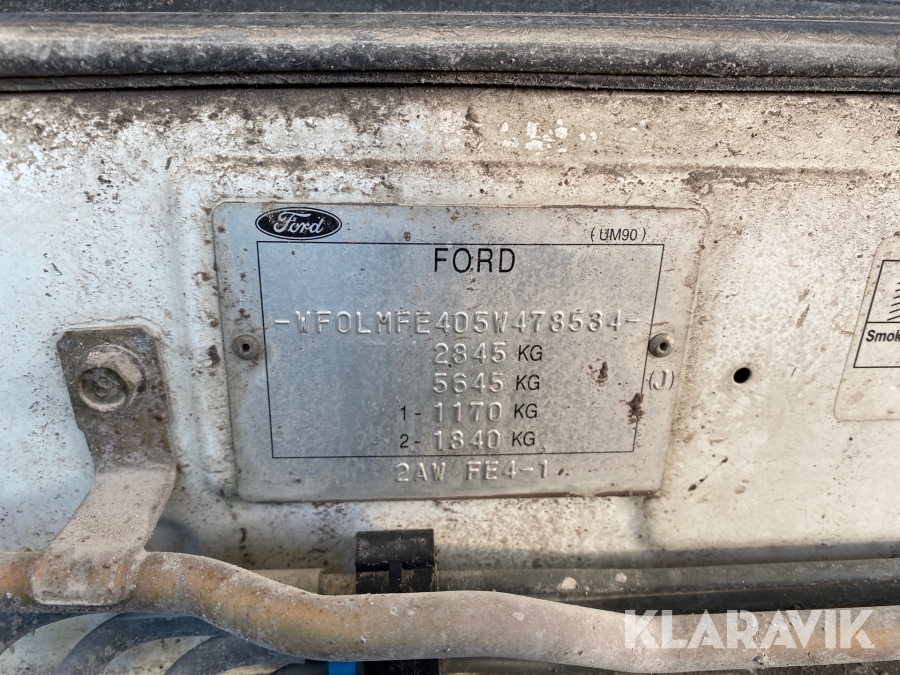 Ford
(UM90)
FORD
-WF0LMFE405W478534-
2845 KG
5645 KG
(J)
1- 1170 KG
2- 1840 KG
2AW FE4-1
Smok
KLARAVIK